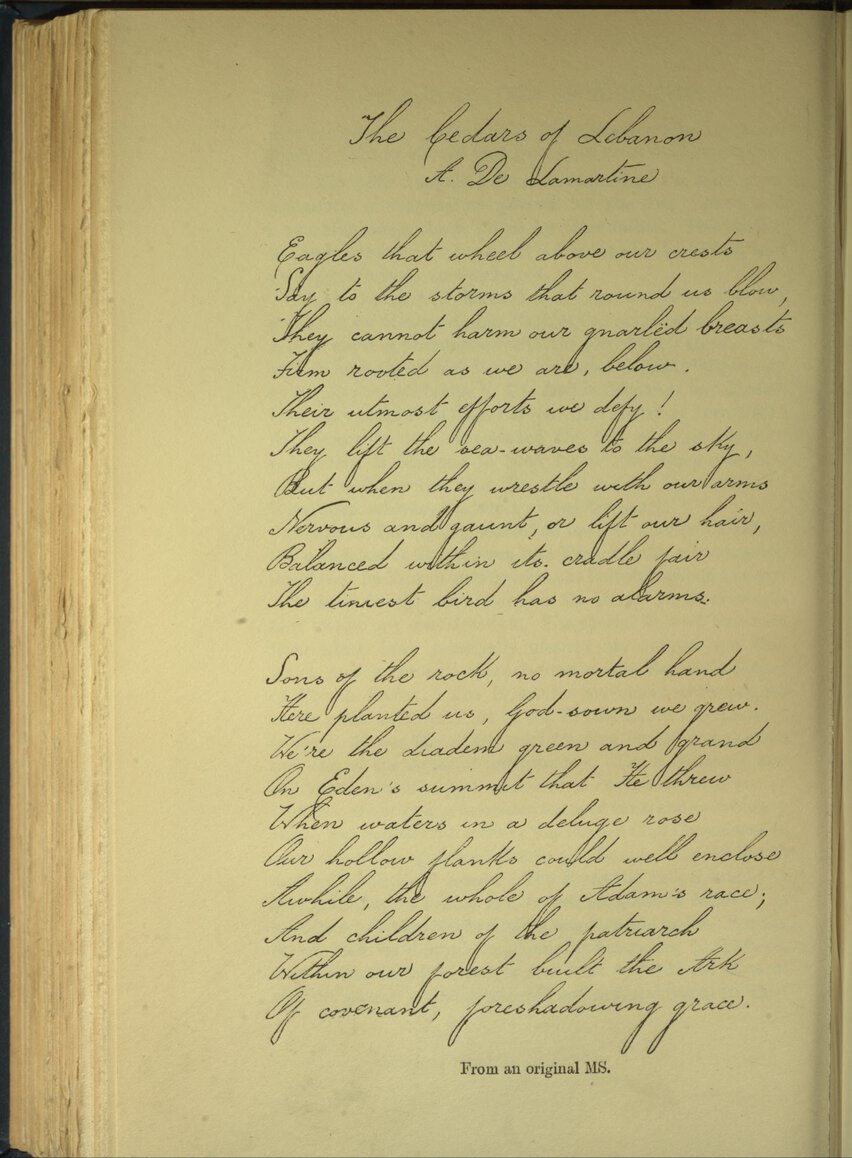 The Cedars of Lebanon
A. De Lamartine
Eagles that wheel above our crests
Say to the storms that round us blow,
They cannot harm our gnarlëd breasts
Firm rooted as we are, below.
Their utmost efforts we defy!
They lift the sea-waves to the sky,
But when they wrestle with our arms
Nervous and gaunt, or lift our hair,
Balanced within its cradle fair
The tiniest bird has no alarms.
Sons of the rock, no mortal hand
Here planted us, God-sown we grew.
We're the diadem green and grand
On Eden's summit that He threw
When waters in a deluge rose
Our hollow flanks could well enclose
Awhile, the whole of Adam's race;
And children of the patriarch
Within our forest built the Ark
Of covenant, foreshadowing grace.
From an original MS.